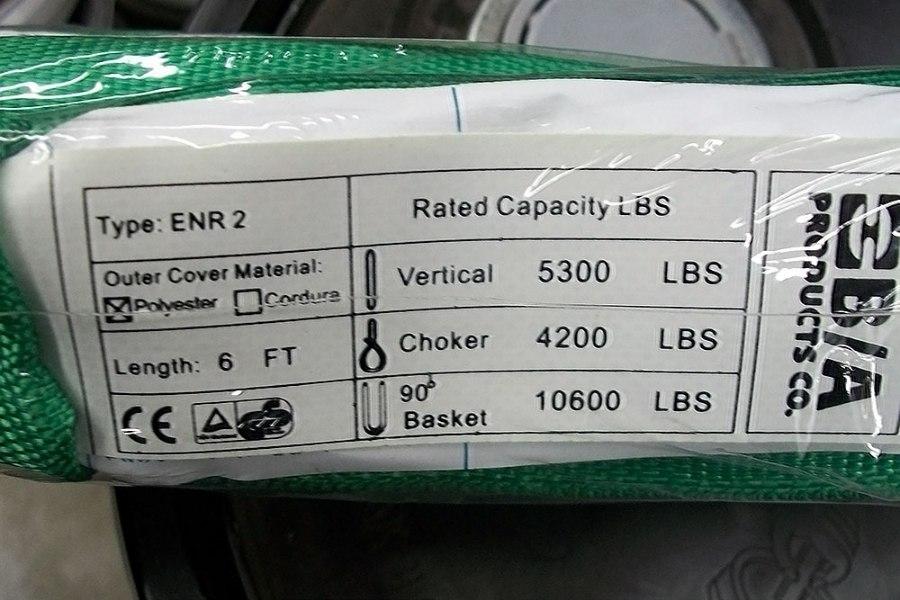 Type: ENR 2
Outer Cover Material:
Polyester Cordura
Length: 6 FT
CE
Rated Capacity LBS
Vertical 5300 LBS
Choker 4200 LBS
90°
Basket 10600 LBS
PRODUCTS CO.